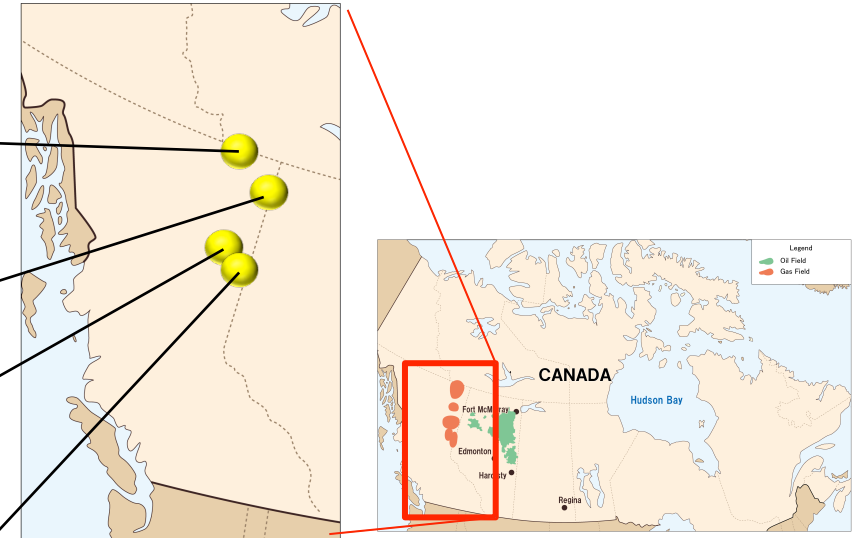 Legend
Oil Field
Gas Field
CANADA
Hudson Bay
Fort McMurray
Edmonton
Hardisty
Regina